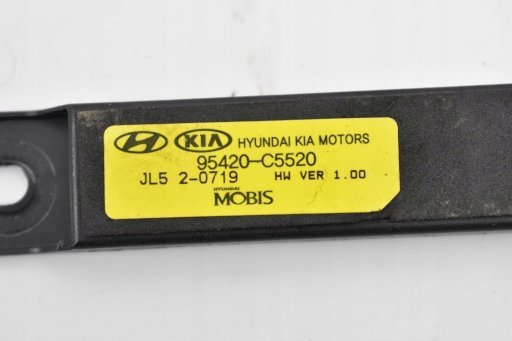 KIA HYUNDAI KIA MOTORS
95420-C5520
JL5 2-0719 HW VER 1.00
HYUNDAI
MOBIS